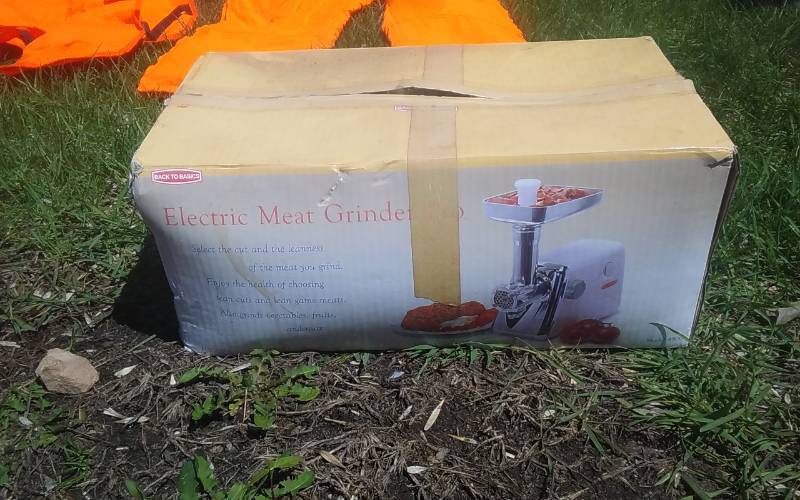 BACK TO BASICS
Electric Meat Grinder
Select the cut and the leanness
of the meat you grind.
Enjoy the health of choosing
lean cuts and lean game meats.
Also grinds vegetables, fruits,